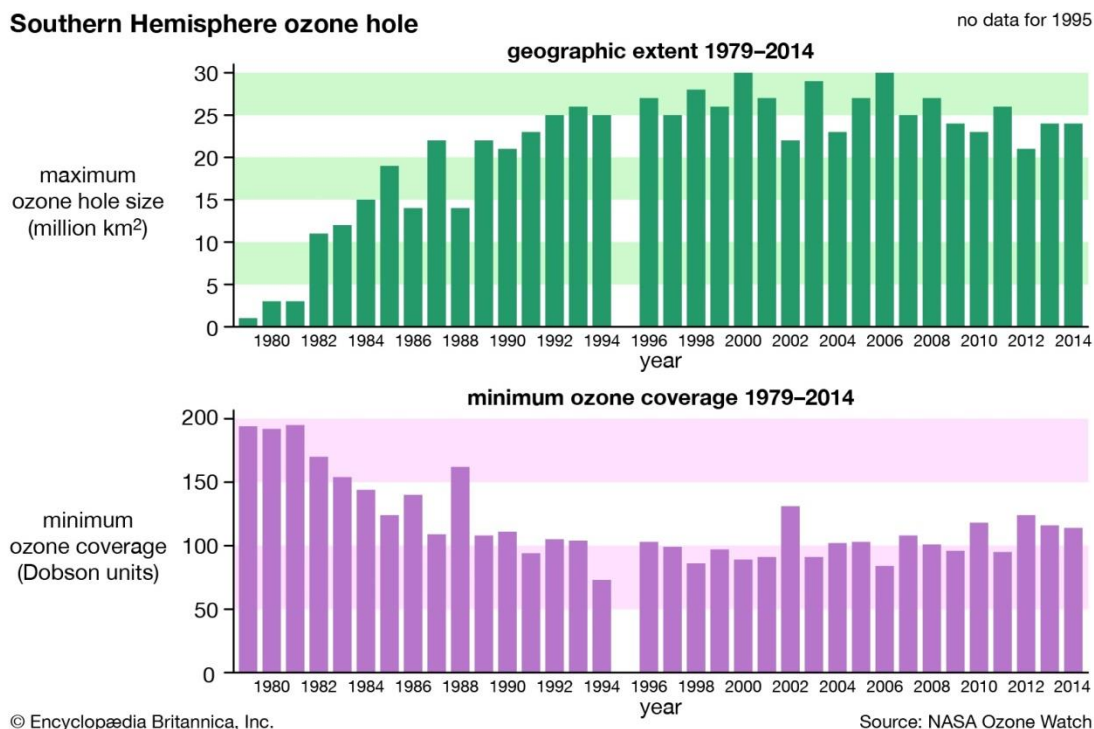 Southern Hemisphere ozone hole
no data for 1995
geographic extent 1979–2014
maximum
ozone hole size
(million km²)
30
25
20
15
10
5
0
1980 1982 1984 1986 1988 1990 1992 1994 1996 1998 2000 2002 2004 2006 2008 2010 2012 2014
year
minimum ozone coverage 1979–2014
minimum
ozone coverage
(Dobson units)
200
150
100
50
0
1980 1982 1984 1986 1988 1990 1992 1994 1996 1998 2000 2002 2004 2006 2008 2010 2012 2014
year
© Encyclopædia Britannica, Inc.
Source: NASA Ozone Watch